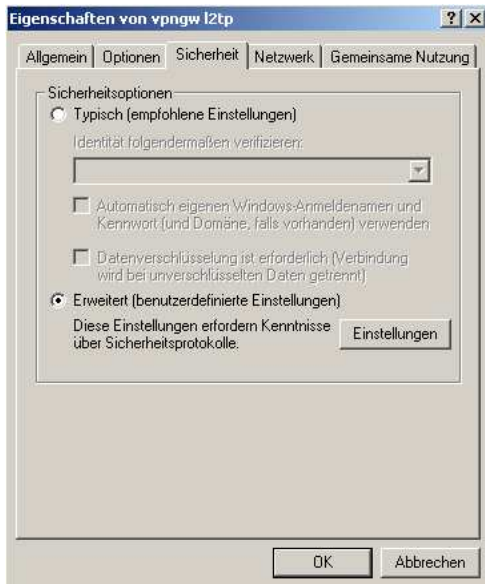 Eigenschaften von vpngw l2tp
Allgemein
Optionen
Sicherheit
Netzwerk
Gemeinsame Nutzung
Sicherheitsoptionen
Typisch (empfohlene Einstellungen)
Identität folgendermaßen verifizieren:
Automatisch eigenen Windows-Anmeldenamen und
Kennwort (und Domäne, falls vorhanden) verwenden
Datenverschlüsselung ist erforderlich (Verbindung
wird bei unverschlüsselten Daten getrennt)
Erweitert (benutzerdefinierte Einstellungen)
Diese Einstellungen erfordern Kenntnisse
über Sicherheitsprotokolle.
Einstellungen
OK
Abbrechen